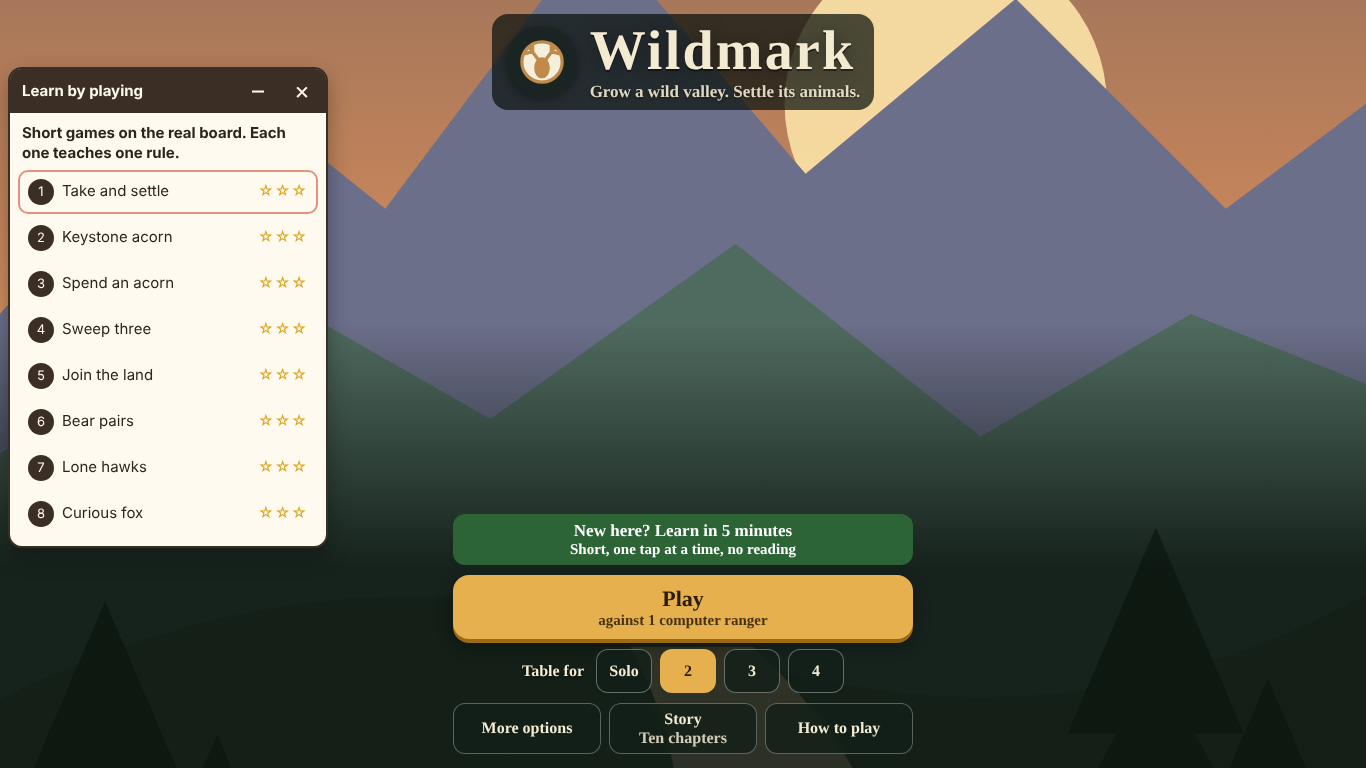 Wildmark
Grow a wild valley. Settle its animals.
Learn by playing
Short games on the real board. Each
one teaches one rule.
1 Take and settle
2 Keystone acorn
3 Spend an acorn
4 Sweep three
5 Join the land
6 Bear pairs
7 Lone hawks
8 Curious fox
New here? Learn in 5 minutes
Short, one tap at a time, no reading
Play
against 1 computer ranger
Table for Solo 2 3 4
More options
Story
Ten chapters
How to play